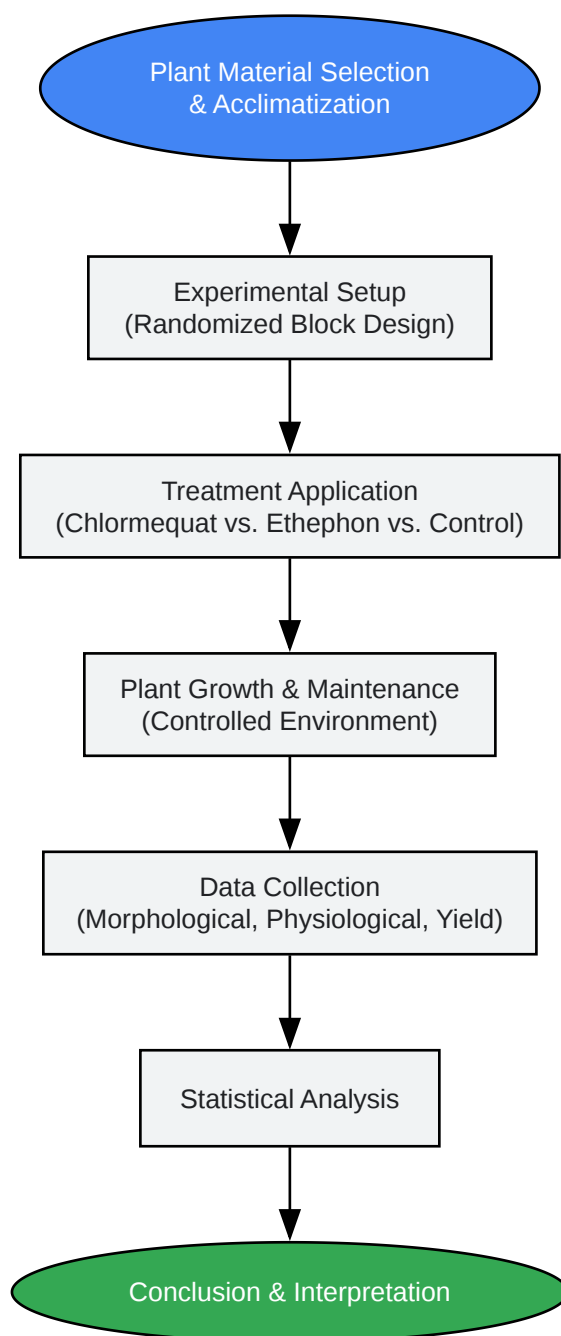 Plant Material Selection
& Acclimatization
Experimental Setup
(Randomized Block Design)
Treatment Application
(Chlormequat vs. Ethephon vs. Control)
Plant Growth & Maintenance
(Controlled Environment)
Data Collection
(Morphological, Physiological, Yield)
Statistical Analysis
Conclusion & Interpretation